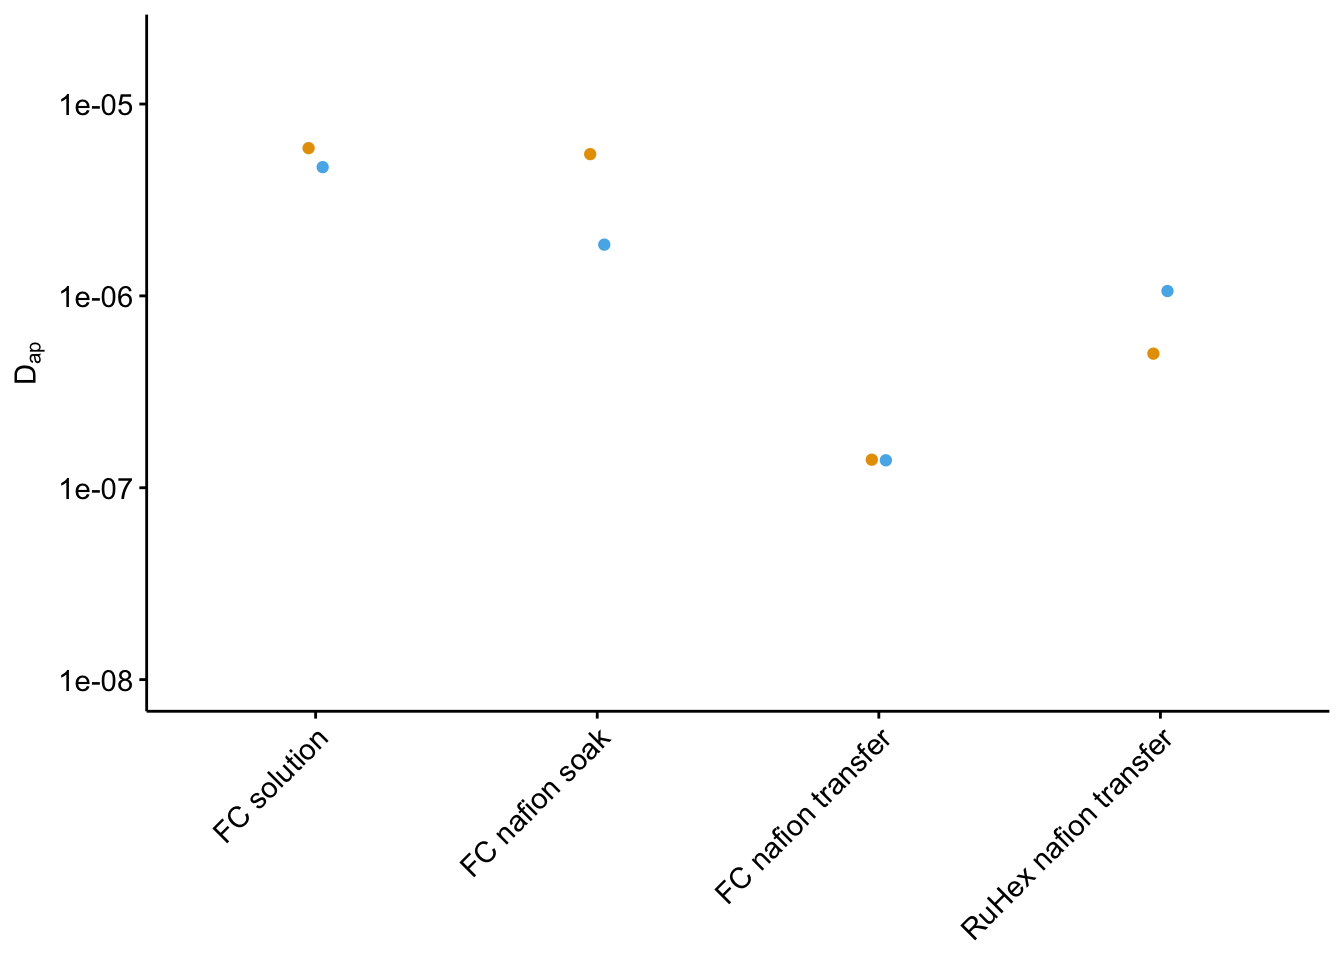 1e-05
1e-06
1e-07
1e-08
Dap
FC solution
FC nafion soak
FC nafion transfer
RuHex nafion transfer